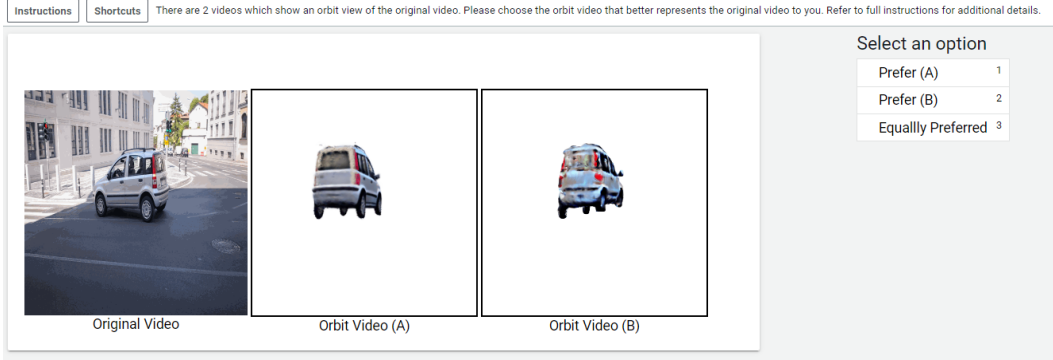 Instructions
Shortcuts
There are 2 videos which show an orbit view of the original video. Please choose the orbit video that better represents the original video to you. Refer to full instructions for additional details.
Select an option
Prefer (A) 1
Prefer (B) 2
Equallly Preferred 3
Original Video
Orbit Video (A)
Orbit Video (B)